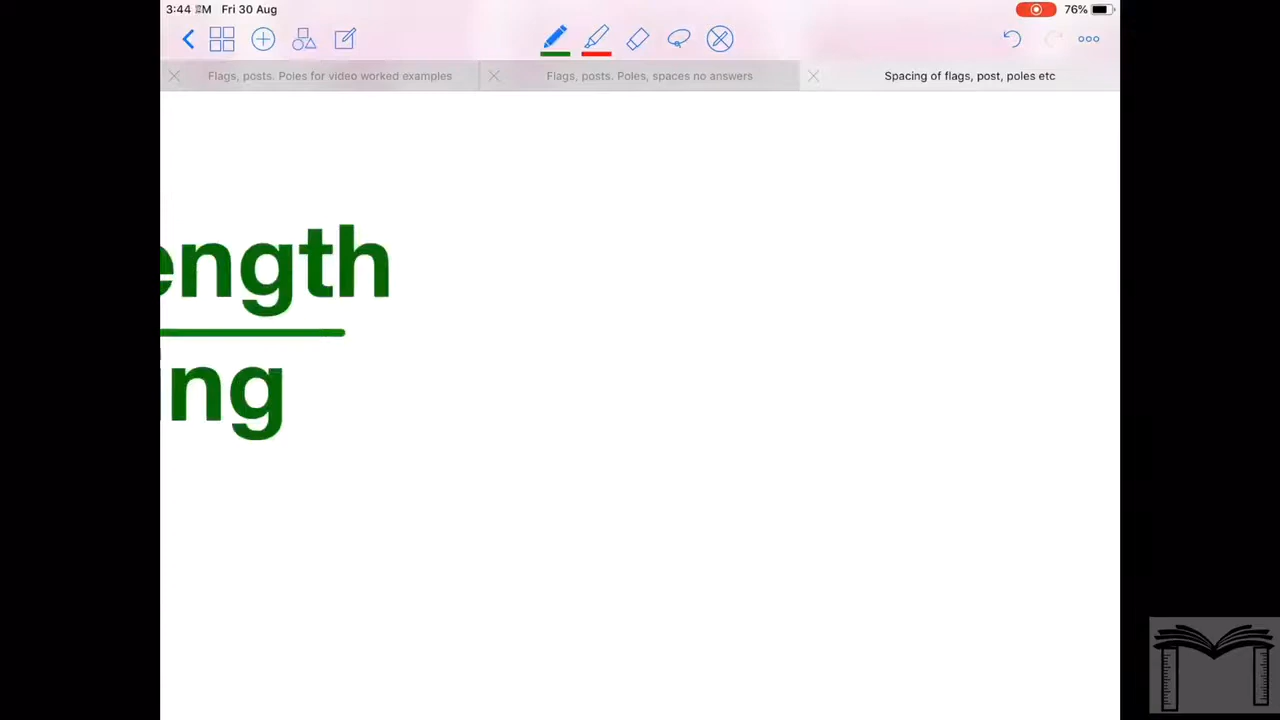 3:44 PM Fri 30 Aug 76%
Flags, posts. Poles for video worked examples Flags, posts. Poles, spaces no answers Spacing of flags, post, poles etc
ength
ing